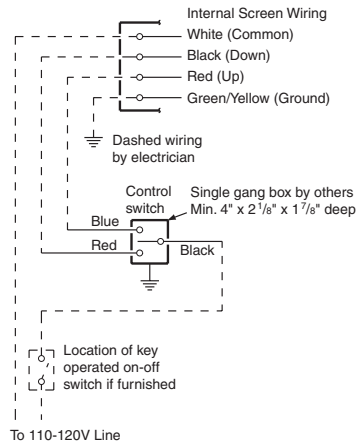 Internal Screen Wiring
White (Common)
Black (Down)
Red (Up)
Green/Yellow (Ground)
Dashed wiring
by electrician
Control
switch
Single gang box by others
Min. 4" x 2 1/8" x 1 7/8" deep
Blue
Red
Black
Location of key
operated on-off
switch if furnished
To 110-120V Line